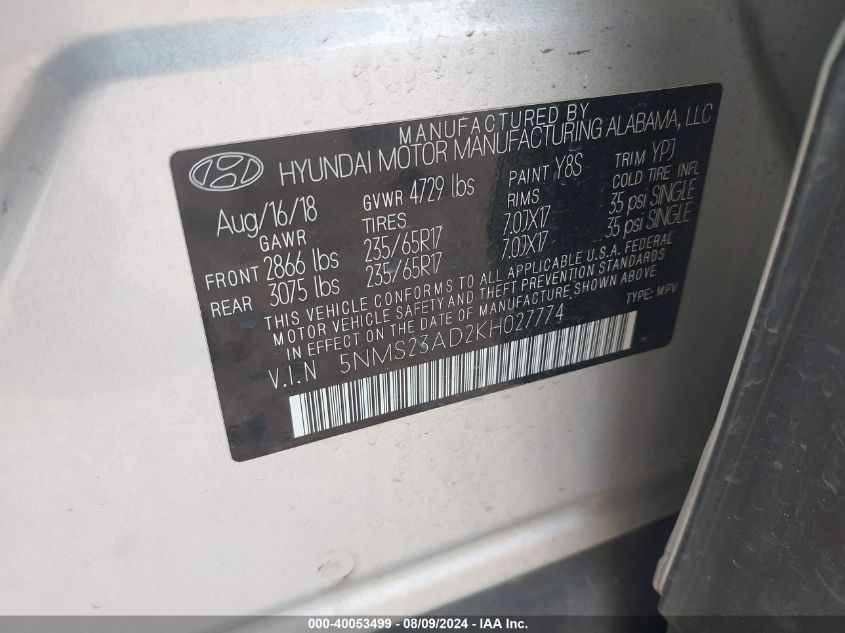 MANUFACTURED BY
HYUNDAI MOTOR MANUFACTURING ALABAMA, LLC
Aug/16/18 GVWR 4729 lbs PAINT Y8S TRIM YPJ
GAWR TIRES RIMS COLD TIRE INFL
FRONT 2866 lbs 235/65R17 7.0JX17 35 psi SINGLE
REAR 3075 lbs 235/65R17 7.0JX17 35 psi SINGLE
THIS VEHICLE CONFORMS TO ALL APPLICABLE U.S.A. FEDERAL
MOTOR VEHICLE SAFETY AND THEFT PREVENTION STANDARDS
IN EFFECT ON THE DATE OF MANUFACTURE SHOWN ABOVE
V.I.N 5NMS23AD2KH027774 TYPE: MPV
000-40053499 - 08/09/2024 - IAA Inc.